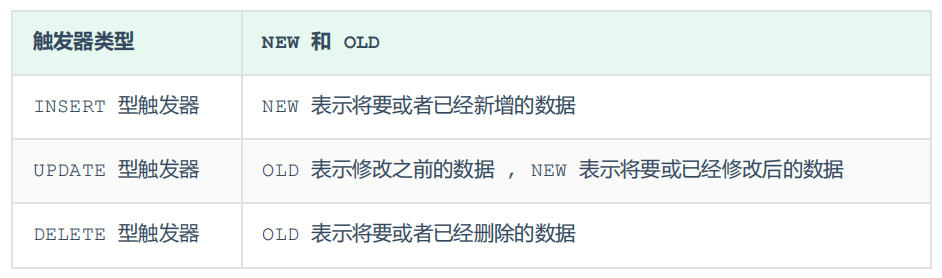 触发器类型 NEW 和 OLD
INSERT 型触发器 NEW 表示将要或者已经新增的数据
UPDATE 型触发器 OLD 表示修改之前的数据 , NEW 表示将要或已经修改后的数据
DELETE 型触发器 OLD 表示将要或者已经删除的数据